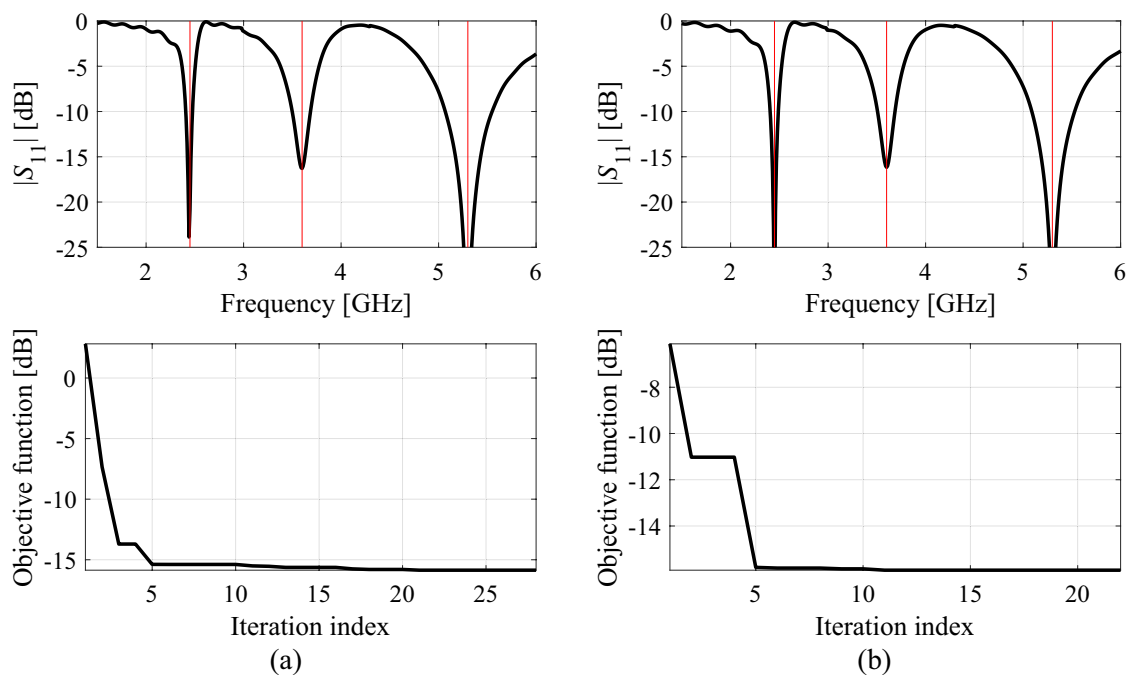 0
-5
-10
-15
-20
-25
|S11| [dB]
2 3 4 5 6
Frequency [GHz]
0
-5
-10
-15
-20
-25
|S11| [dB]
2 3 4 5 6
Frequency [GHz]
0
-5
-10
-15
Objective function [dB]
5 10 15 20 25
Iteration index
(a)
-8
-10
-12
-14
Objective function [dB]
5 10 15 20
Iteration index
(b)